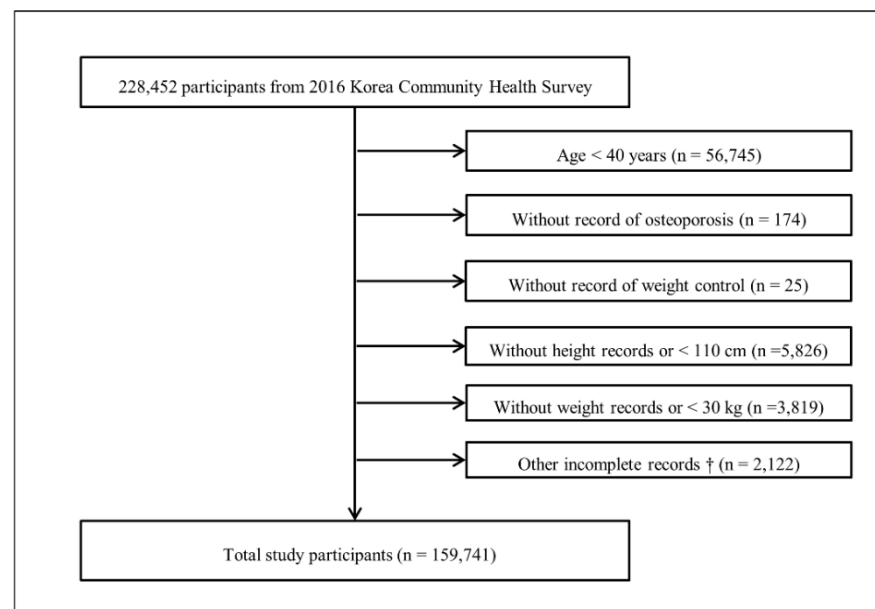 228,452 participants from 2016 Korea Community Health Survey
Age < 40 years (n = 56,745)
Without record of osteoporosis (n = 174)
Without record of weight control (n = 25)
Without height records or < 110 cm (n =5,826)
Without weight records or < 30 kg (n =3,819)
Other incomplete records † (n = 2,122)
Total study participants (n = 159,741)